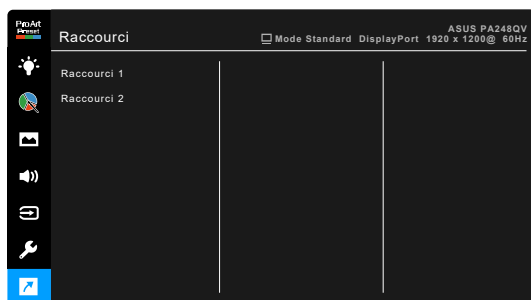 ProArt
Preset
Raccourci
ASUS PA248QV
Mode Standard DisplayPort 1920 x 1200@ 60Hz
Raccourci 1
Raccourci 2